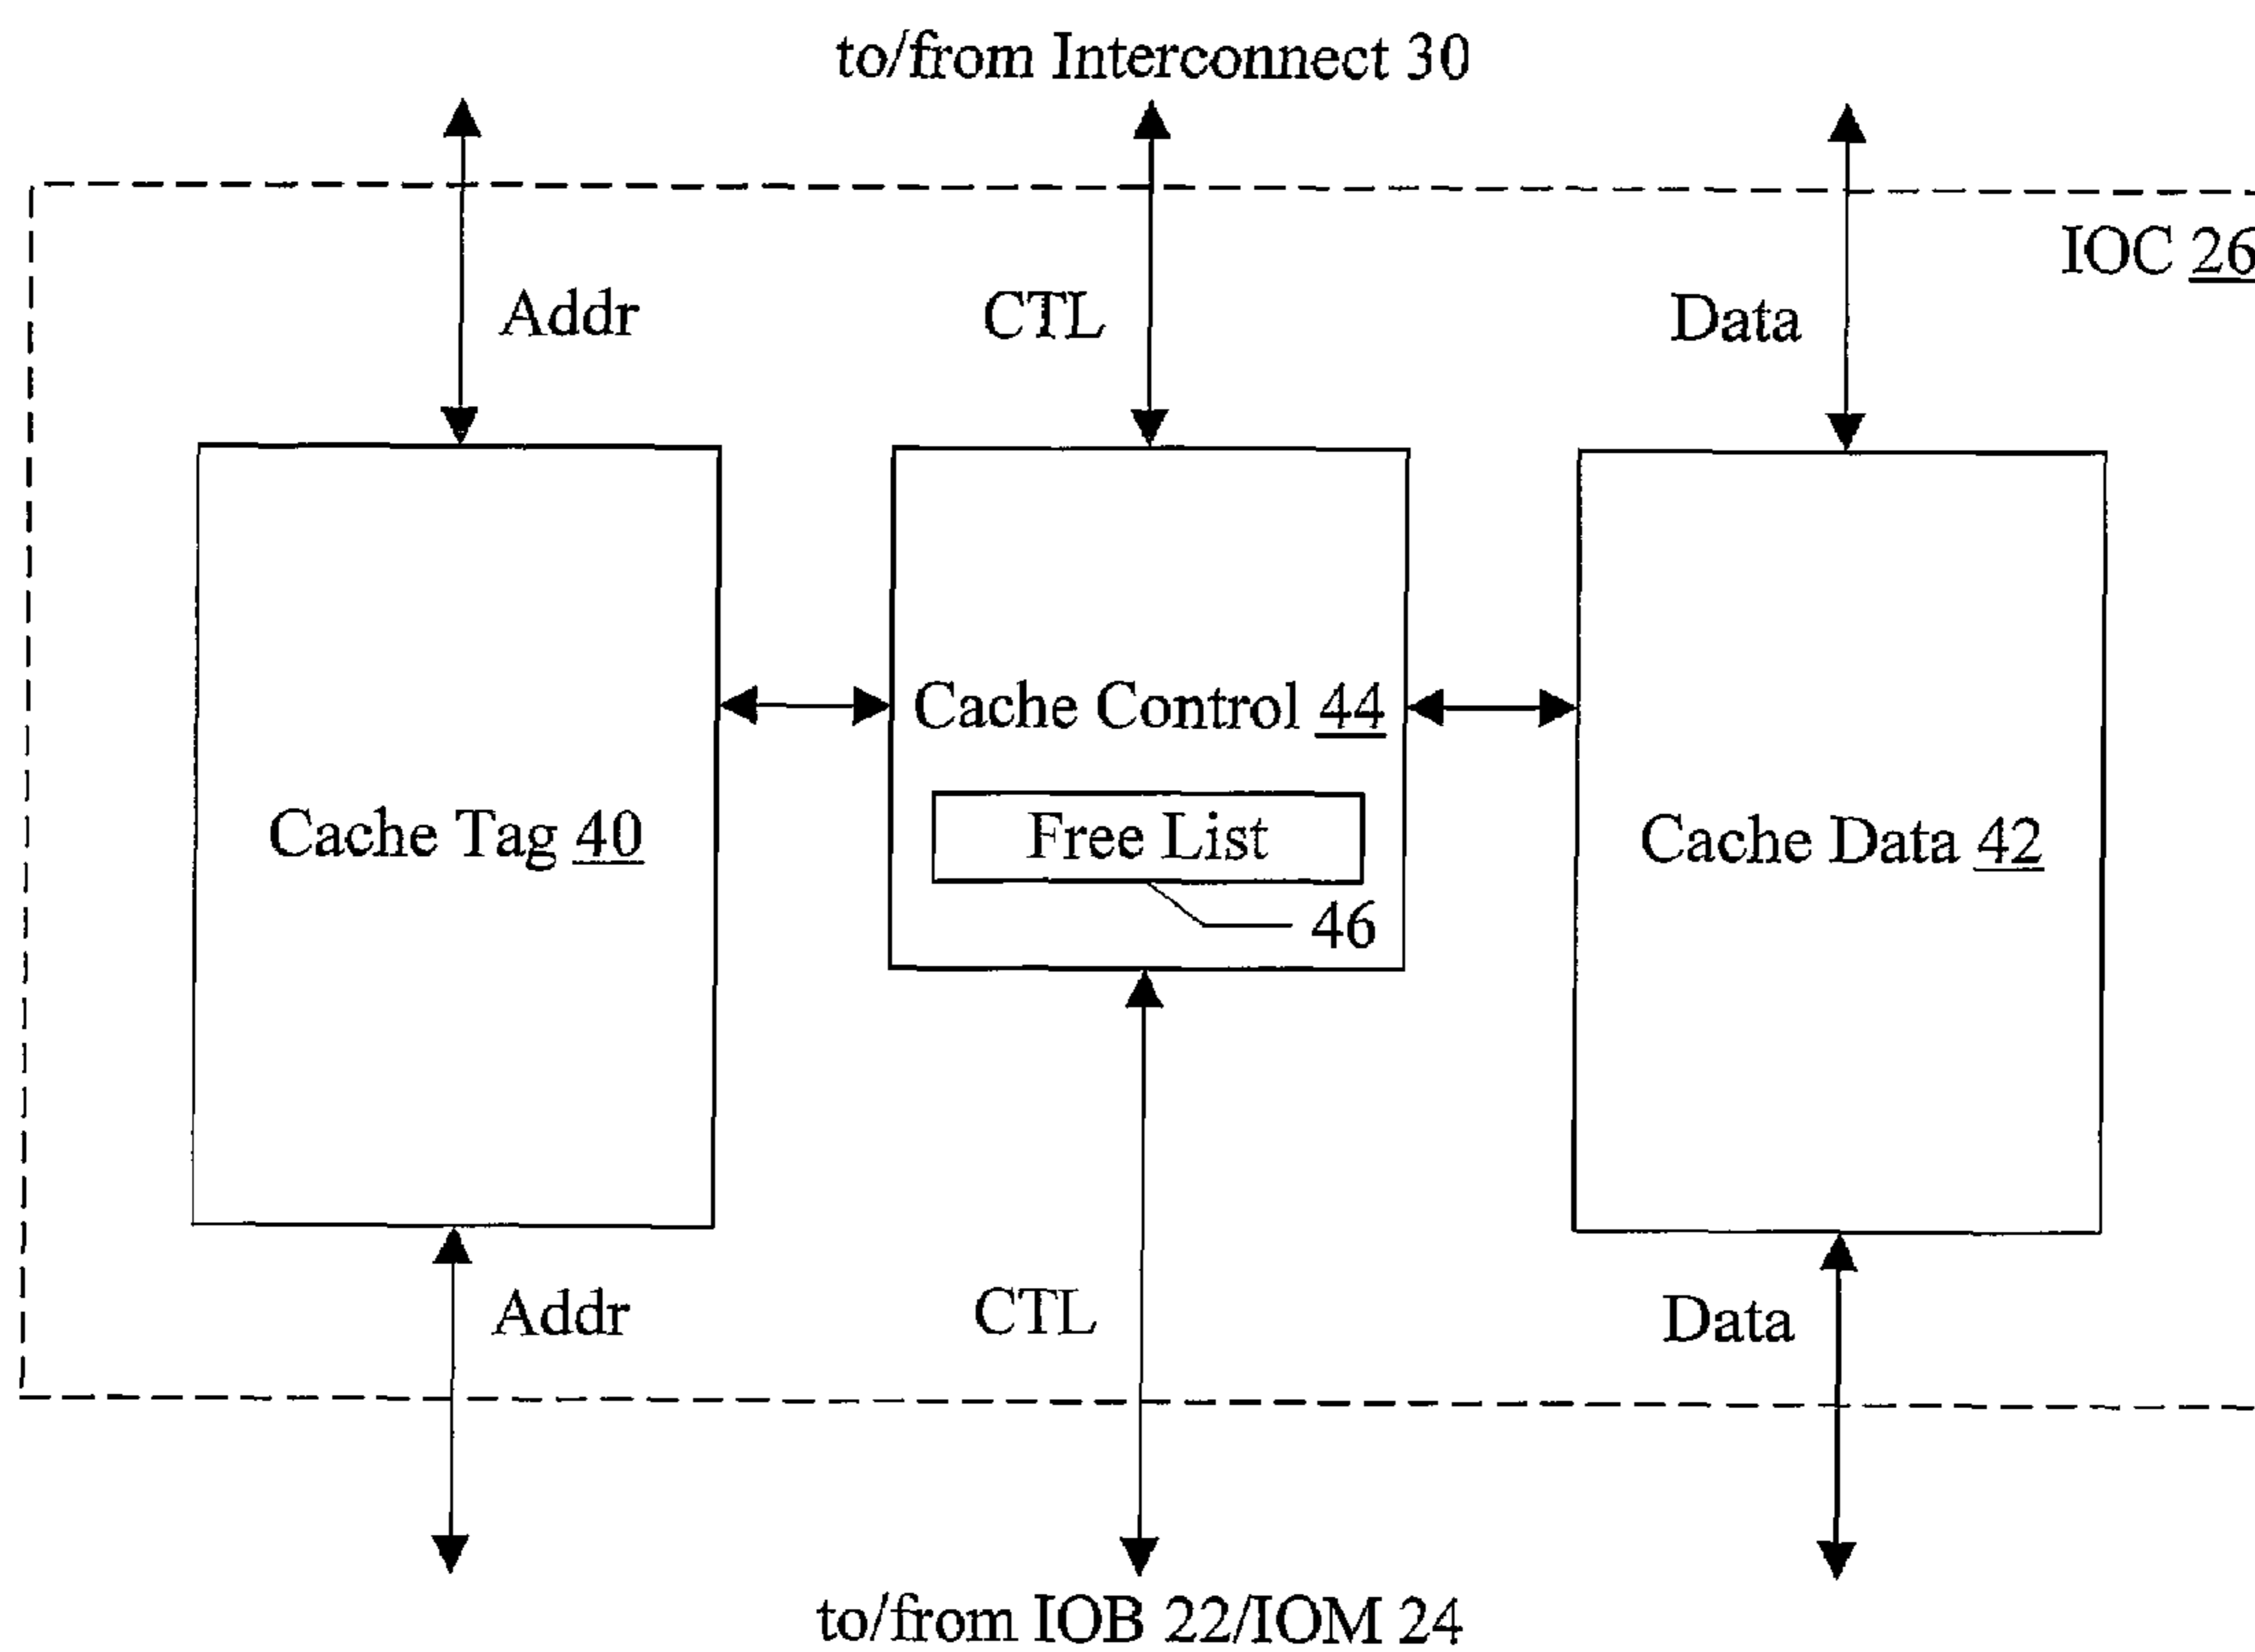 to/from Interconnect 30
IOC 26
Addr
CTL
Data
Cache Control 44
Cache Tag 40
Free List
Cache Data 42
46
Addr
CTL
Data
to/from IOB 22/IOM 24